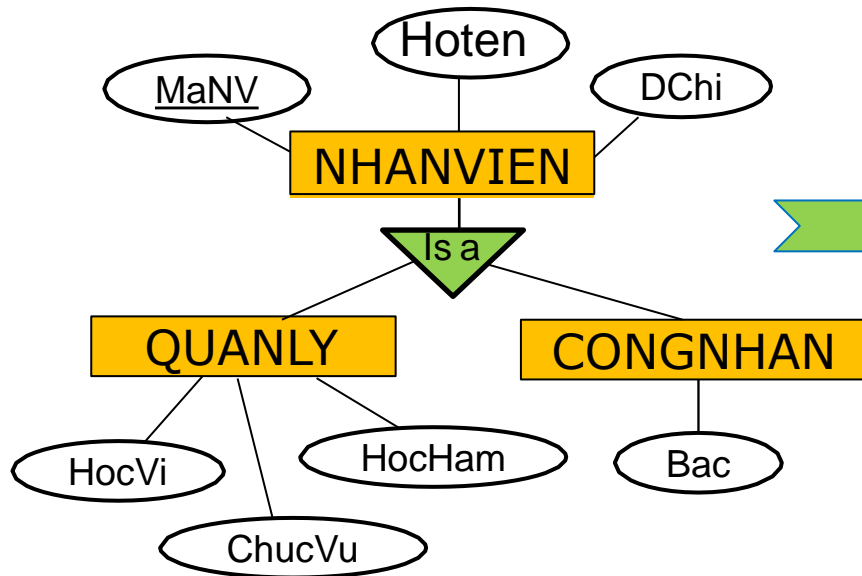 Hoten
MaNV
DChi
NHANVIEN
Is a
QUANLY
CONGNHAN
HocVi
HocHam
Bac
ChucVu